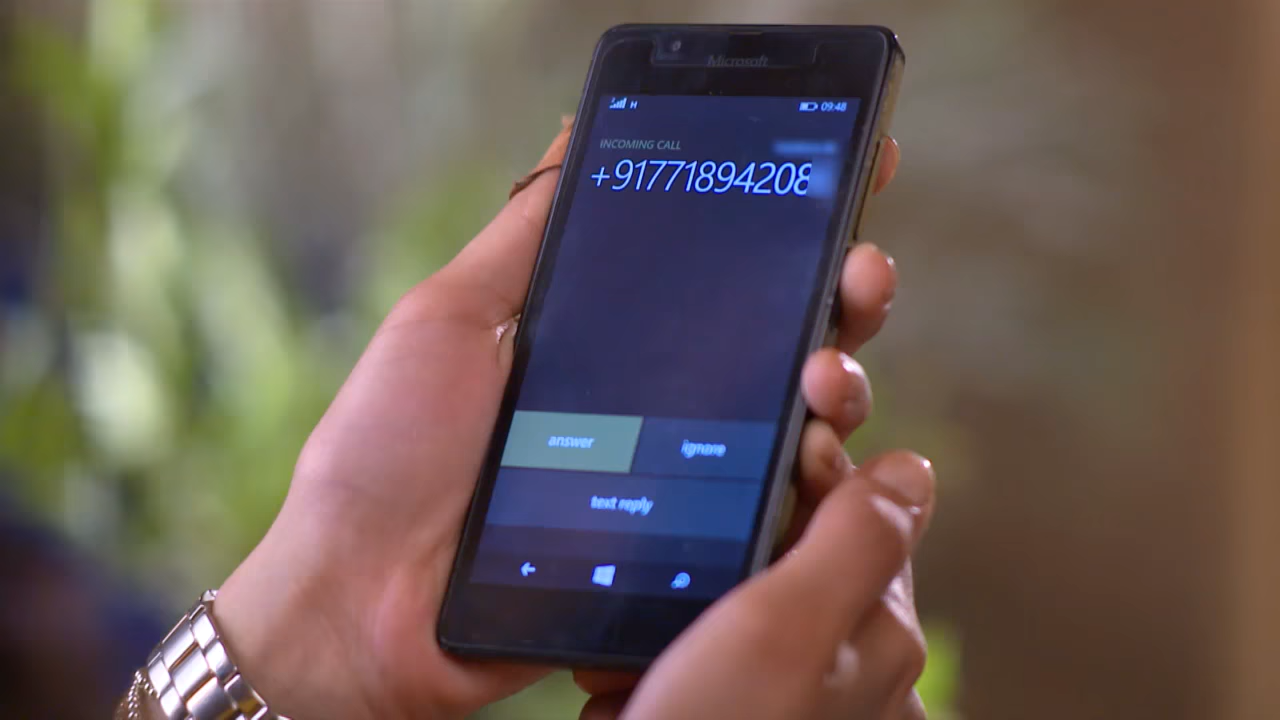 Microsoft
H 09:48
INCOMING CALL
+91771894208
answer ignore
text reply